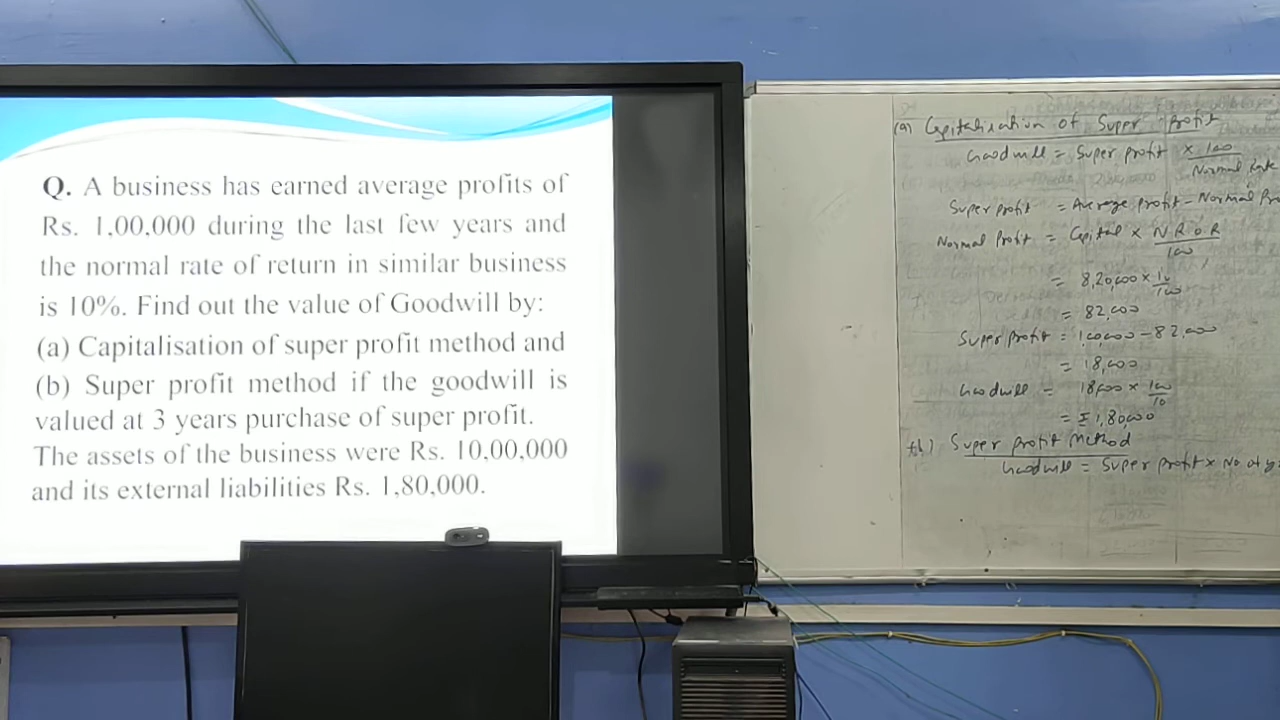 Q. A business has earned average profits of
Rs. 1,00,000 during the last few years and
the normal rate of return in similar business
is 10%. Find out the value of Goodwill by:
(a) Capitalisation of super profit method and
(b) Super profit method if the goodwill is
valued at 3 years purchase of super profit.
The assets of the business were Rs. 10,00,000
and its external liabilities Rs. 1,80,000.
(a) Capitalisation of Super Profit
Goodwill = Super Profit × 100
Normal Rate
Super Profit = Average Profit - Normal
Normal Profit = Capital × N R O R
100
= 8,20,000 × 10
100
= 82,000
Super Profit = 1,00,000 - 82,000
= 18,000
Goodwill = 18,000 × 100
10
= ₹ 1,80,000
(b) Super Profit Method
Goodwill = Super Profit × No of